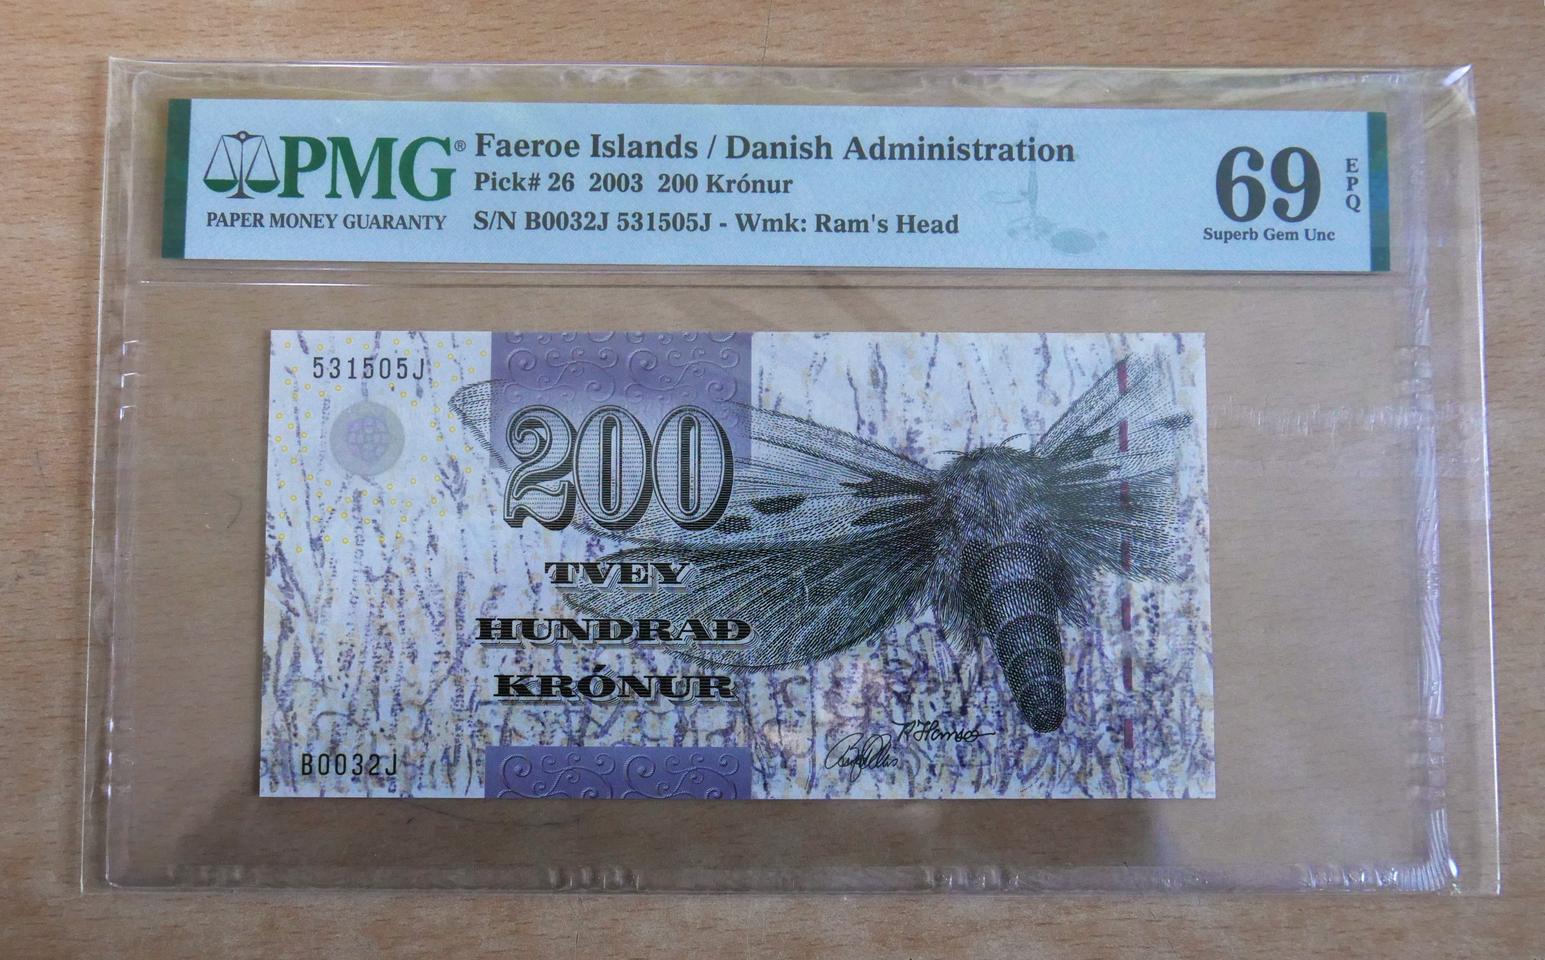 PMG®
PAPER MONEY GUARANTY
Faeroe Islands / Danish Administration
Pick# 26 2003 200 Krónur
S/N B0032J 531505J - Wmk: Ram's Head
69
EPQ
Superb Gem Unc
531505J
200
TVEY
HUNDRAD
KRÓNUR
B0032J